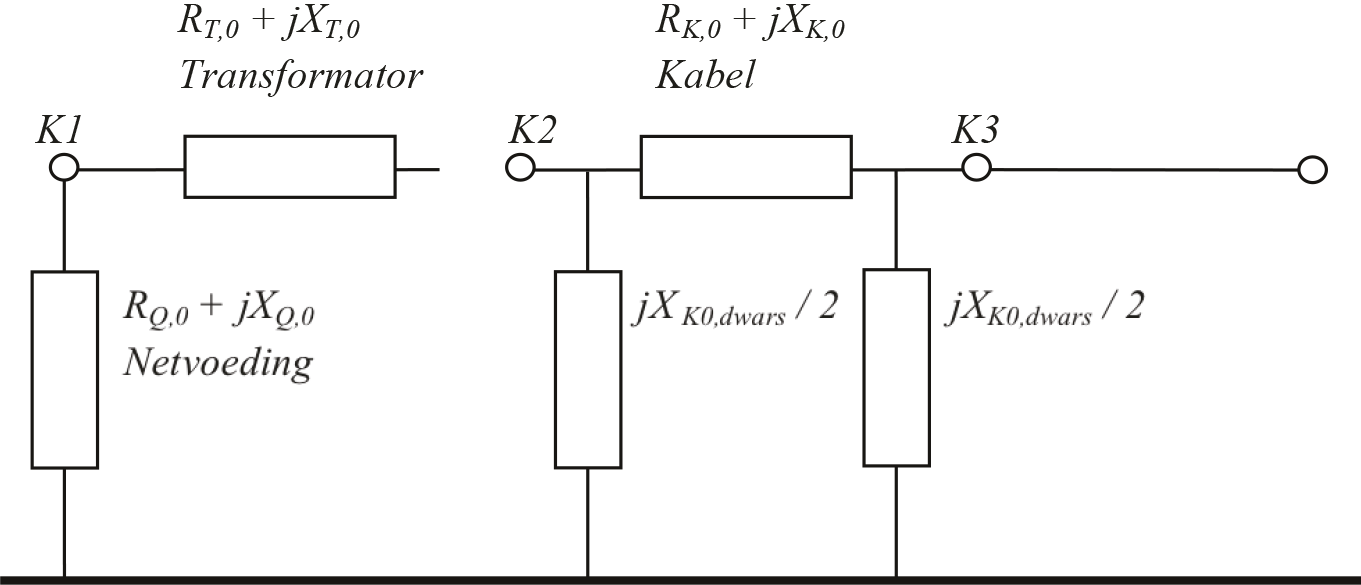 R_{T,0} + jX_{T,0}
Transformator
R_{K,0} + jX_{K,0}
Kabel
K1
K2
K3
R_{Q,0} + jX_{Q,0}
Netvoeding
jX_{K0,dwars} / 2
jX_{K0,dwars} / 2